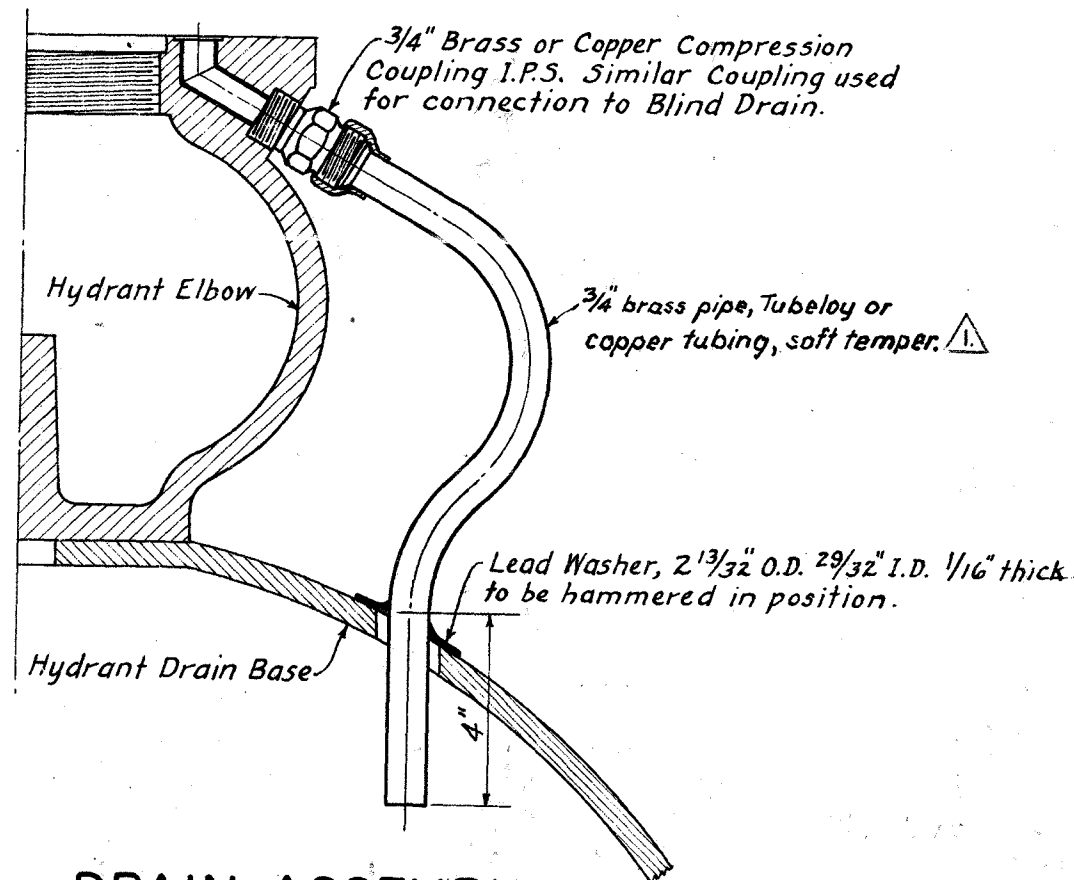 3/4" Brass or Copper Compression
Coupling I.P.S. Similar Coupling used
for connection to Blind Drain.
Hydrant Elbow
3/4" brass pipe, Tubeloy or
copper tubing, soft temper. 1.
Lead Washer, 2 13/32" O.D. 29/32" I.D. 1/16" thick
to be hammered in position.
Hydrant Drain Base
4"
DRAIN ASSEMBLY